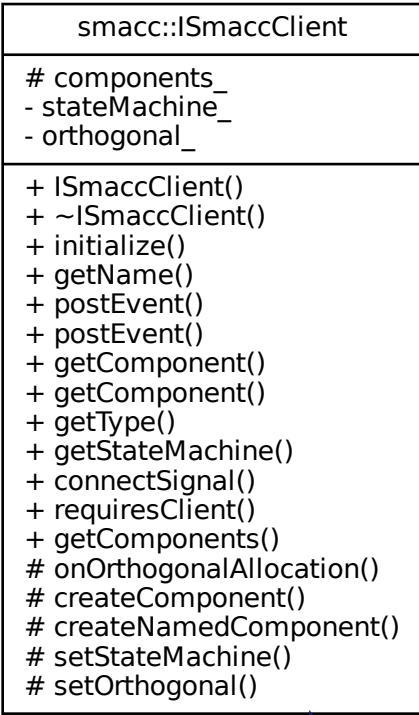 smacc::ISmaccClient
# components_
- stateMachine_
- orthogonal_
+ ISmaccClient()
+ ~ISmaccClient()
+ initialize()
+ getName()
+ postEvent()
+ postEvent()
+ getComponent()
+ getComponent()
+ getType()
+ getStateMachine()
+ connectSignal()
+ requiresClient()
+ getComponents()
# onOrthogonalAllocation()
# createComponent()
# createNamedComponent()
# setStateMachine()
# setOrthogonal()